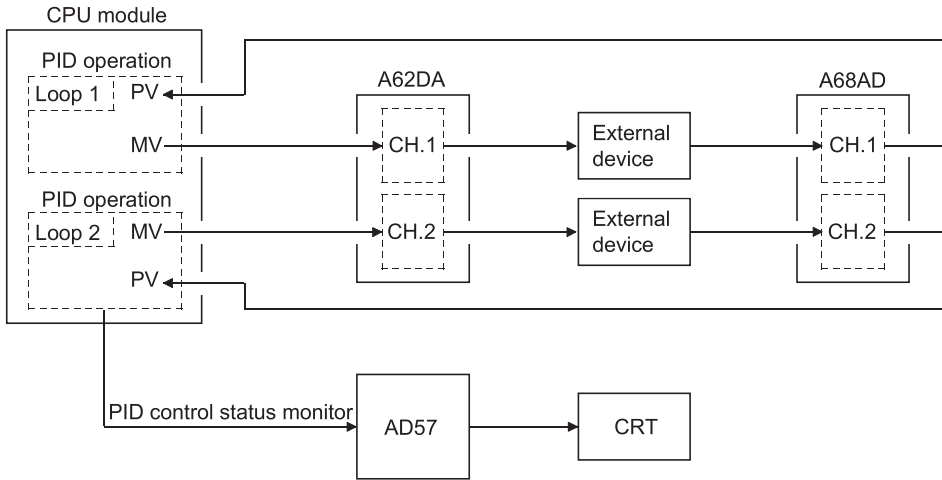 CPU module
PID operation
Loop 1
PV
MV
PID operation
Loop 2
MV
PV
A62DA
CH.1
CH.2
External
device
External
device
A68AD
CH.1
CH.2
PID control status monitor
AD57
CRT